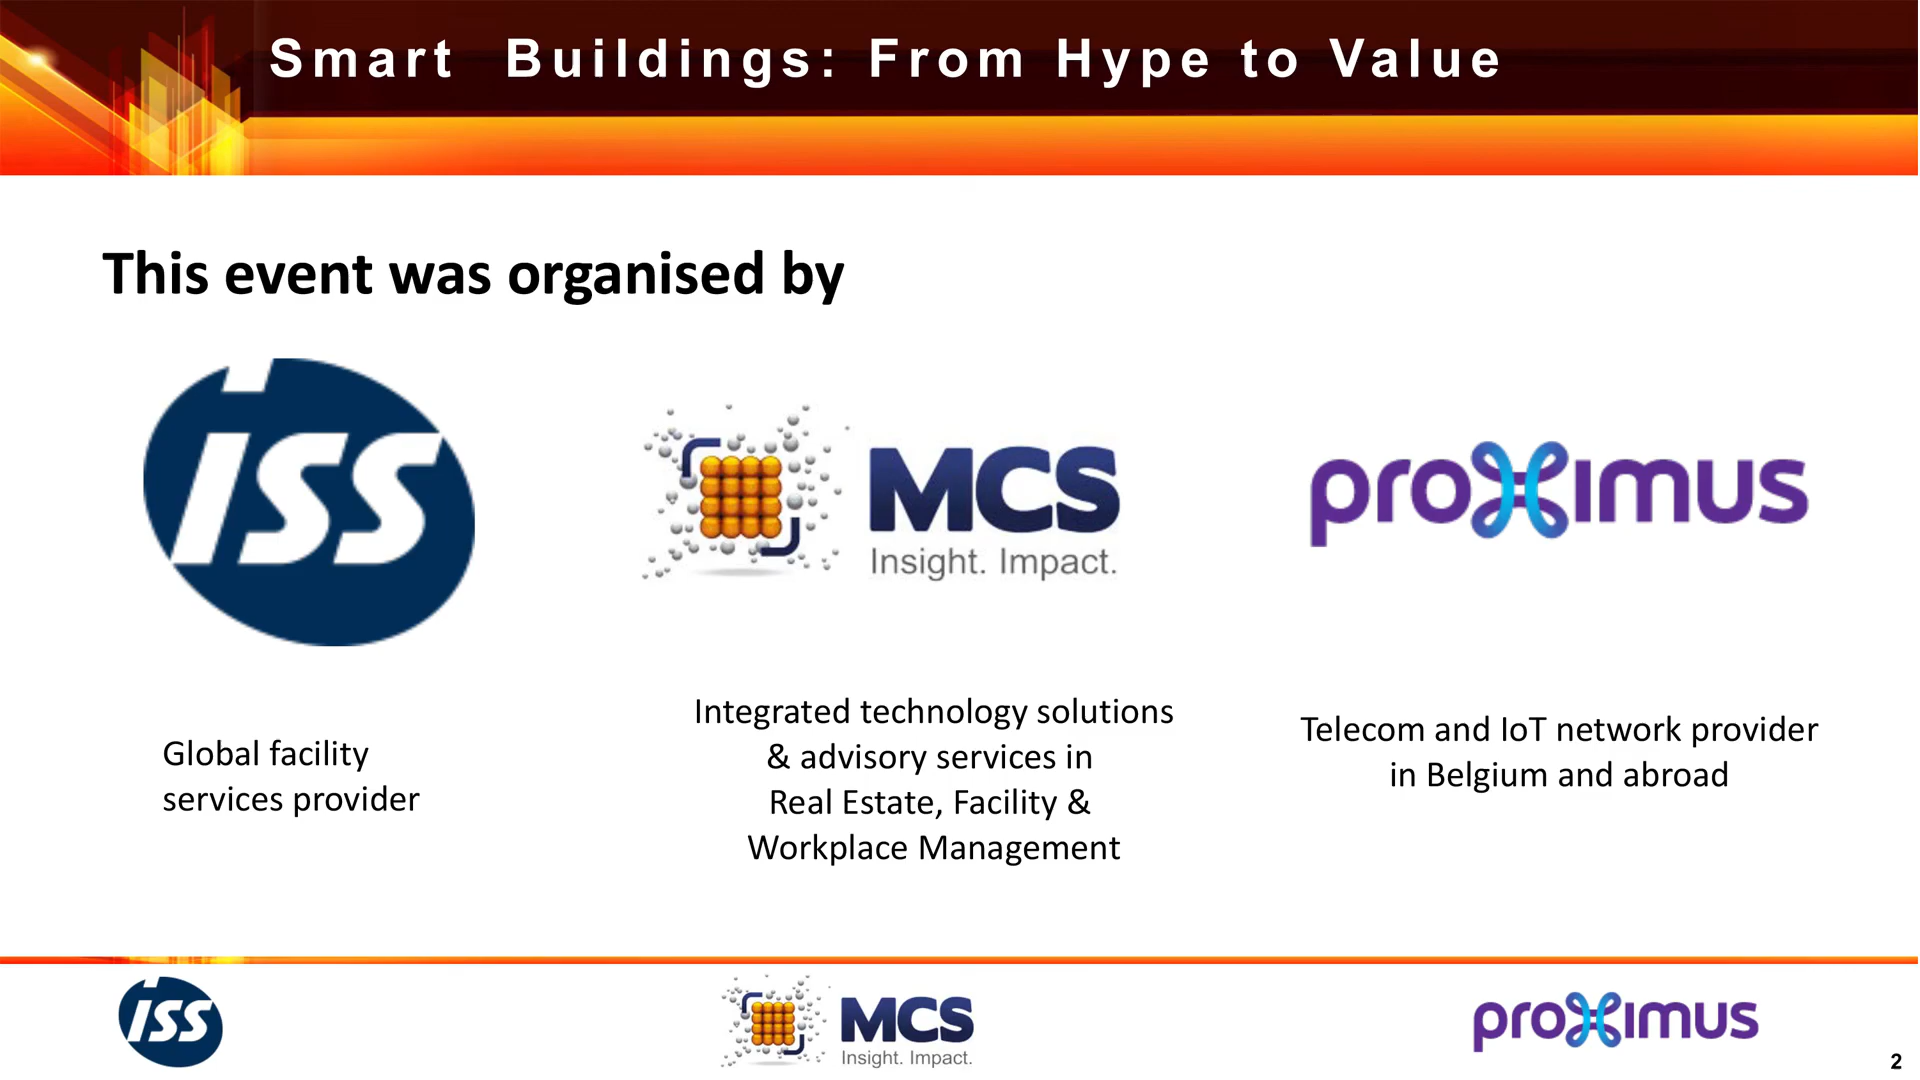 Smart Buildings: From Hype to Value
This event was organised by
ISS
MCS
Insight. Impact.
proximus
Global facility
services provider
Integrated technology solutions
& advisory services in
Real Estate, Facility &
Workplace Management
Telecom and IoT network provider
in Belgium and abroad
ISS
MCS
Insight. Impact.
proximus
2